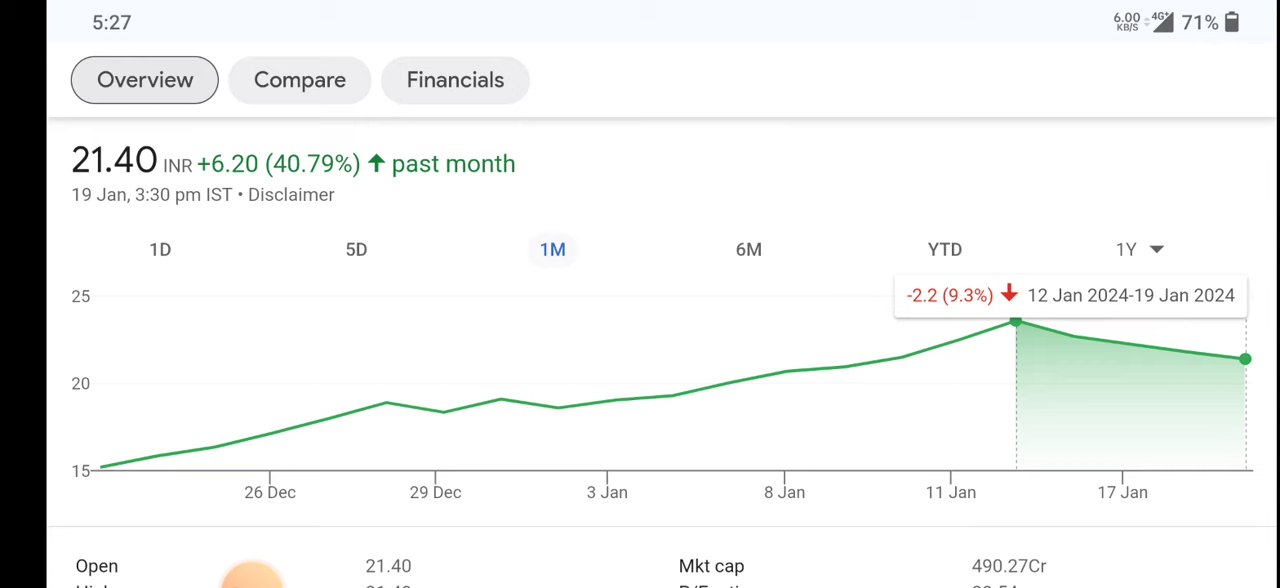 5:27
6.00 KB/S 4G+ 71%
Overview Compare Financials
21.40 INR +6.20 (40.79%) ↑ past month
19 Jan, 3:30 pm IST • Disclaimer
1D 5D 1M 6M YTD 1Y
-2.2 (9.3%) ↓ 12 Jan 2024-19 Jan 2024
25
20
15
26 Dec 29 Dec 3 Jan 8 Jan 11 Jan 17 Jan
Open 21.40 Mkt cap 490.27Cr